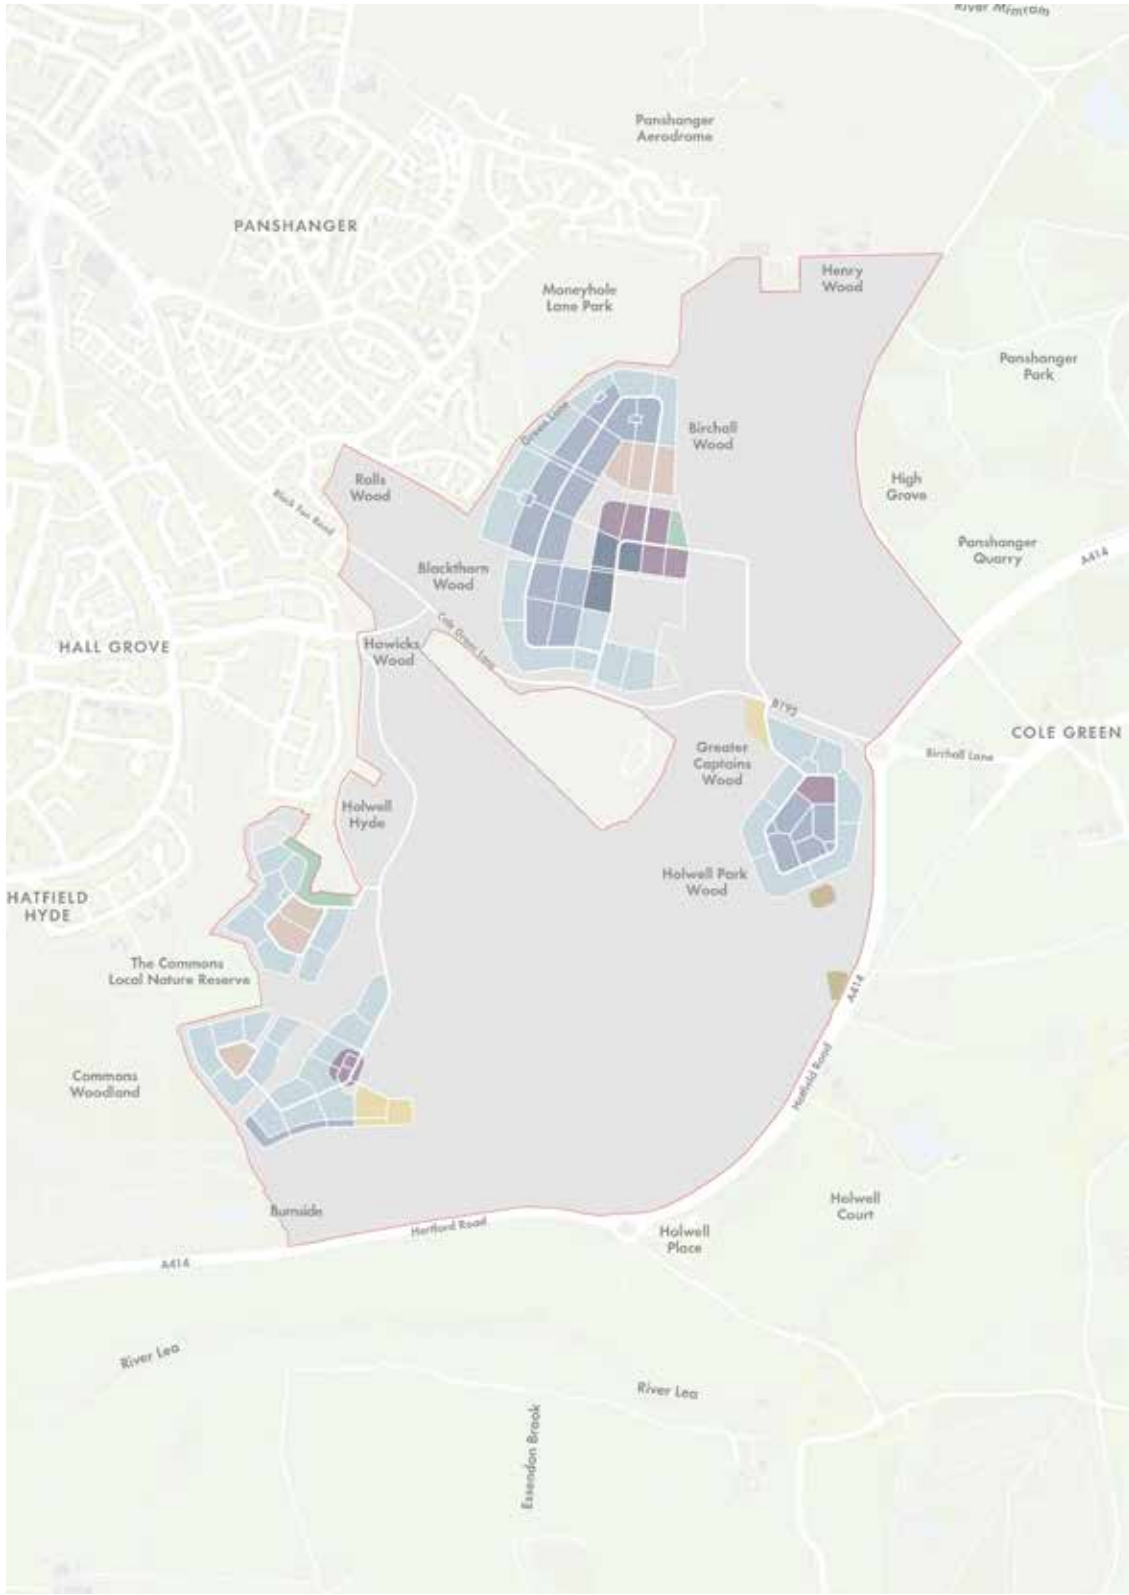 River Mimram
Panshanger
Aerodrome
PANSHANGER
Henry
Wood
Moneyhole
Lane Park
Panshanger
Park
Green Lane
Birchall
Wood
Rolls
Wood
High
Grove
Black Fan Road
Panshanger
Quarry
A414
Blackthorn
Wood
HALL GROVE
Hawicks
Wood
Cole Green Lane
B195
COLE GREEN
Greater
Captains
Wood
Birchall Lane
Holwell
Hyde
Holwell Park
Wood
HATFIELD
HYDE
The Commons
Local Nature Reserve
A414
Commons
Woodland
Hatfield Road
Holwell
Court
Burnside
Hertford Road
Holwell
Place
A414
River Lea
River Lea
Essendon Brook